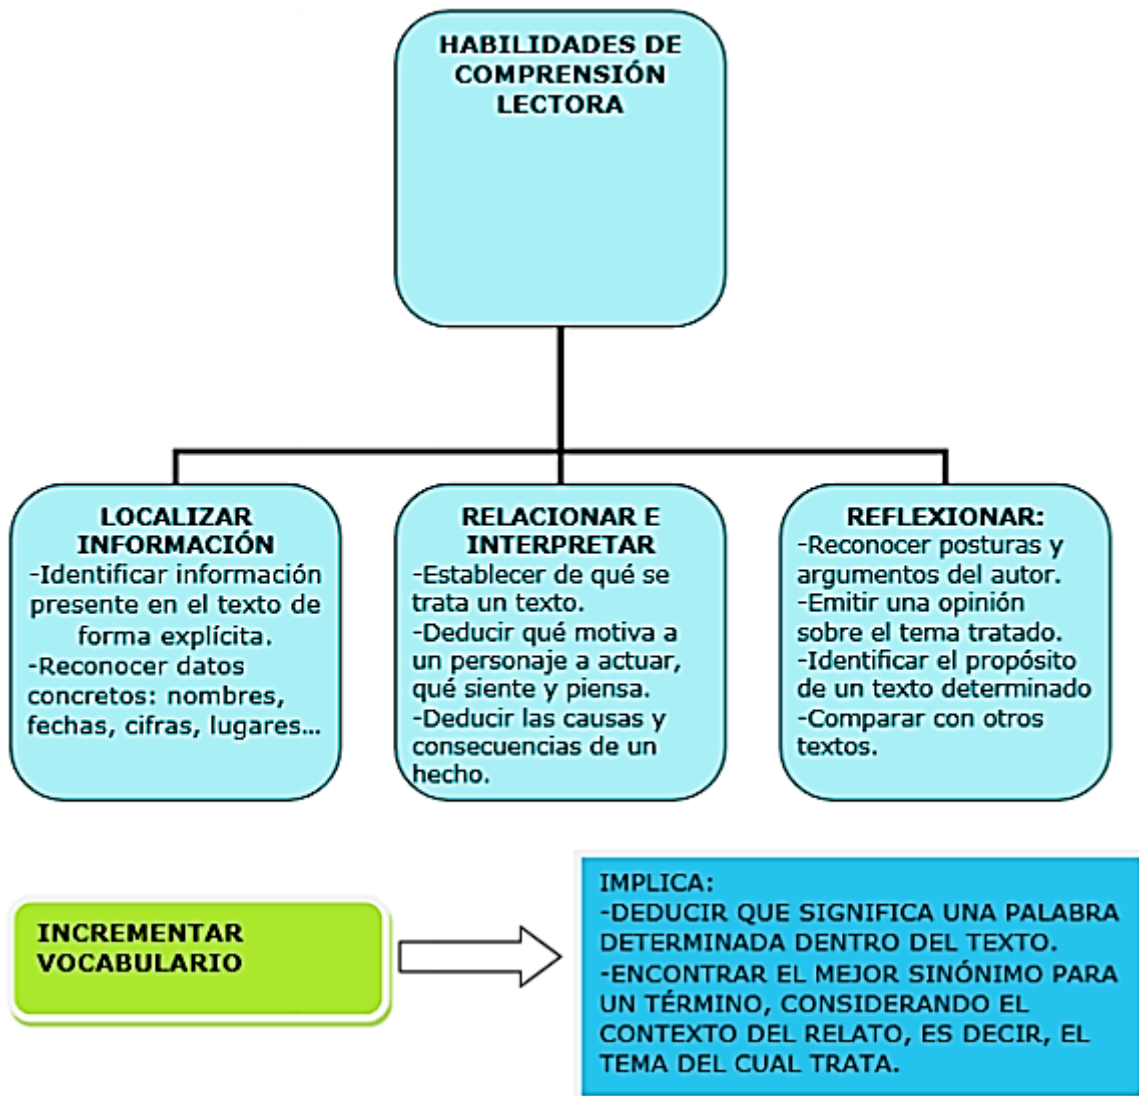 HABILIDADES DE
COMPRENSIÓN
LECTORA
LOCALIZAR
INFORMACIÓN
-Identificar información
presente en el texto de
forma explícita.
-Reconocer datos
concretos: nombres,
fechas, cifras, lugares...
RELACIONAR E
INTERPRETAR
-Establecer de qué se
trata un texto.
-Deducir qué motiva a
un personaje a actuar,
qué siente y piensa.
-Deducir las causas y
consecuencias de un
hecho.
REFLEXIONAR:
-Reconocer posturas y
argumentos del autor.
-Emitir una opinión
sobre el tema tratado.
-Identificar el propósito
de un texto determinado
-Comparar con otros
textos.
INCREMENTAR
VOCABULARIO
IMPLICA:
-DEDUCIR QUE SIGNIFICA UNA PALABRA
DETERMINADA DENTRO DEL TEXTO.
-ENCONTRAR EL MEJOR SINÓNIMO PARA
UN TÉRMINO, CONSIDERANDO EL
CONTEXTO DEL RELATO, ES DECIR, EL
TEMA DEL CUAL TRATA.